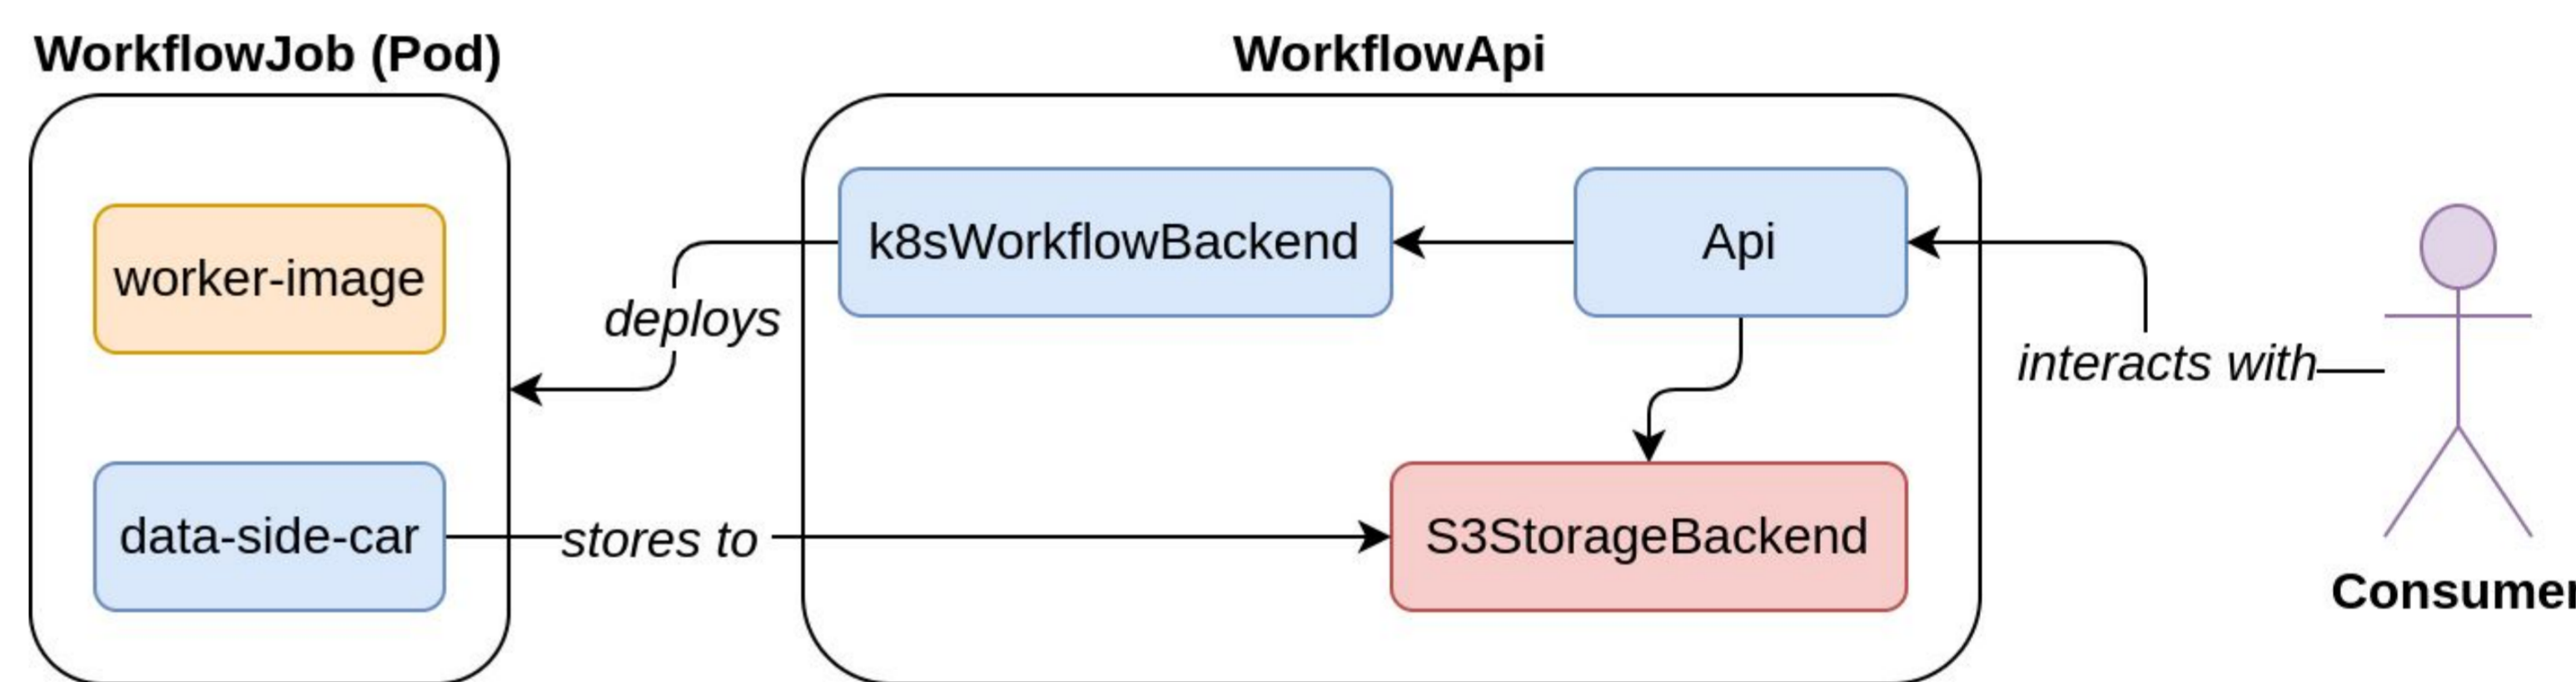 WorkflowJob (Pod)
WorkflowApi
worker-image
data-side-car
deploys
stores to
k8sWorkflowBackend
Api
S3StorageBackend
interacts with
Consumer